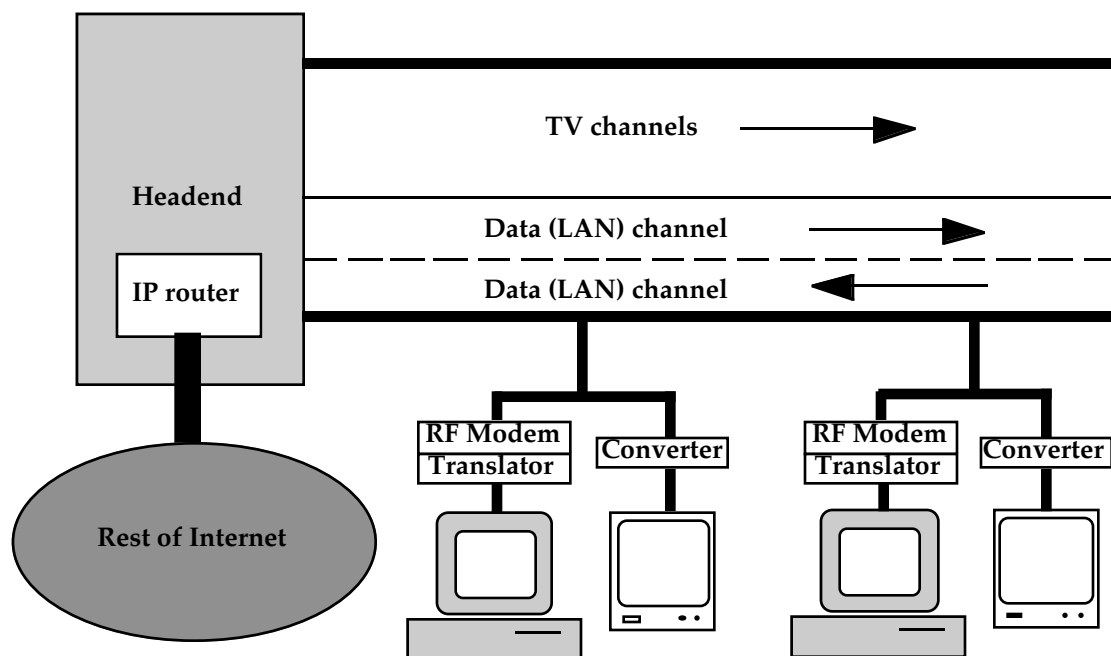 TV channels
Headend
Data (LAN) channel
IP router
Data (LAN) channel
RF Modem
Translator
Converter
RF Modem
Translator
Converter
Rest of Internet